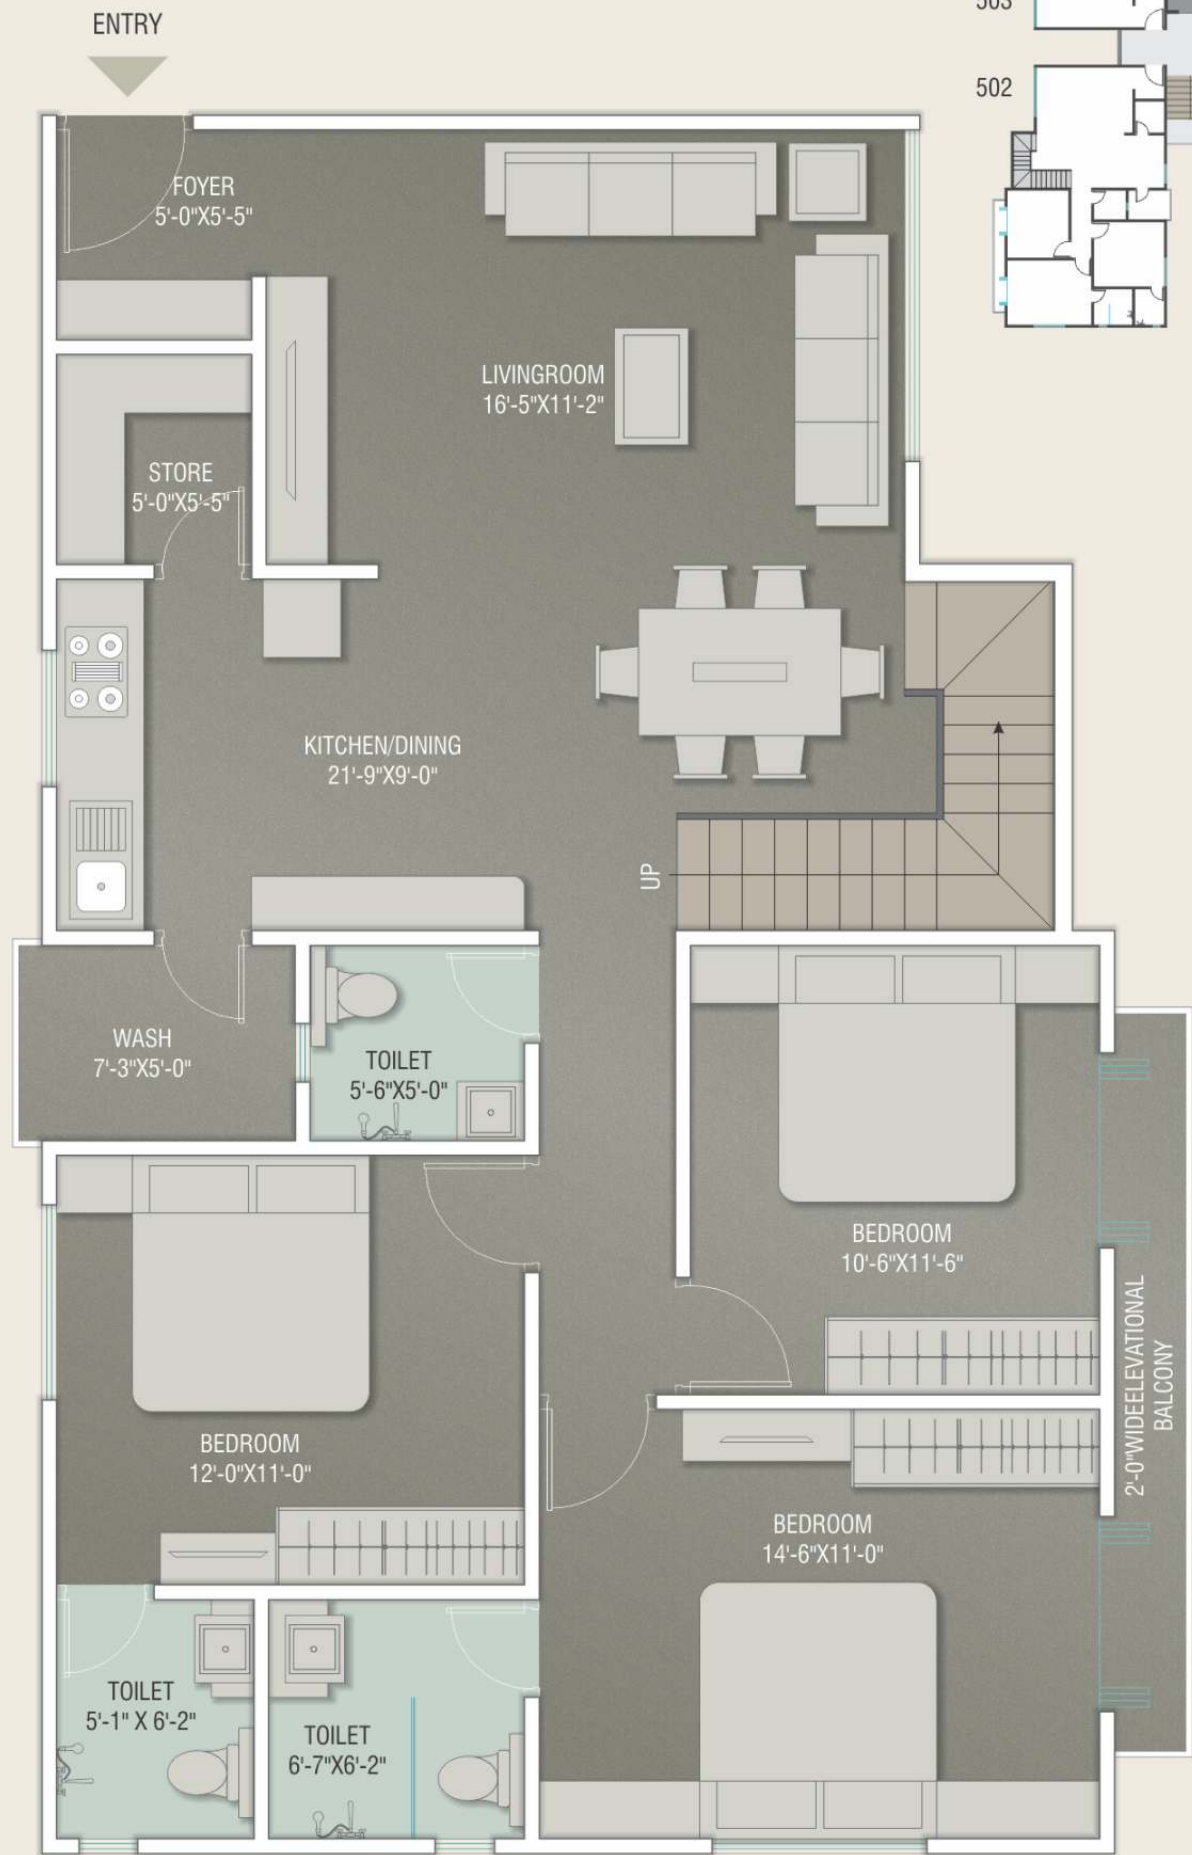 ENTRY
503
502
FOYER
5'-0"X5'-5"
LIVINGROOM
16'-5"X11'-2"
STORE
5'-0"X5'-5"
KITCHEN/DINING
21'-9"X9'-0"
UP
WASH
7'-3"X5'-0"
TOILET
5'-6"X5'-0"
BEDROOM
10'-6"X11'-6"
2'-0"WIDEELEVATIONAL
BALCONY
BEDROOM
12'-0"X11'-0"
BEDROOM
14'-6"X11'-0"
TOILET
5'-1" X 6'-2"
TOILET
6'-7"X6'-2"